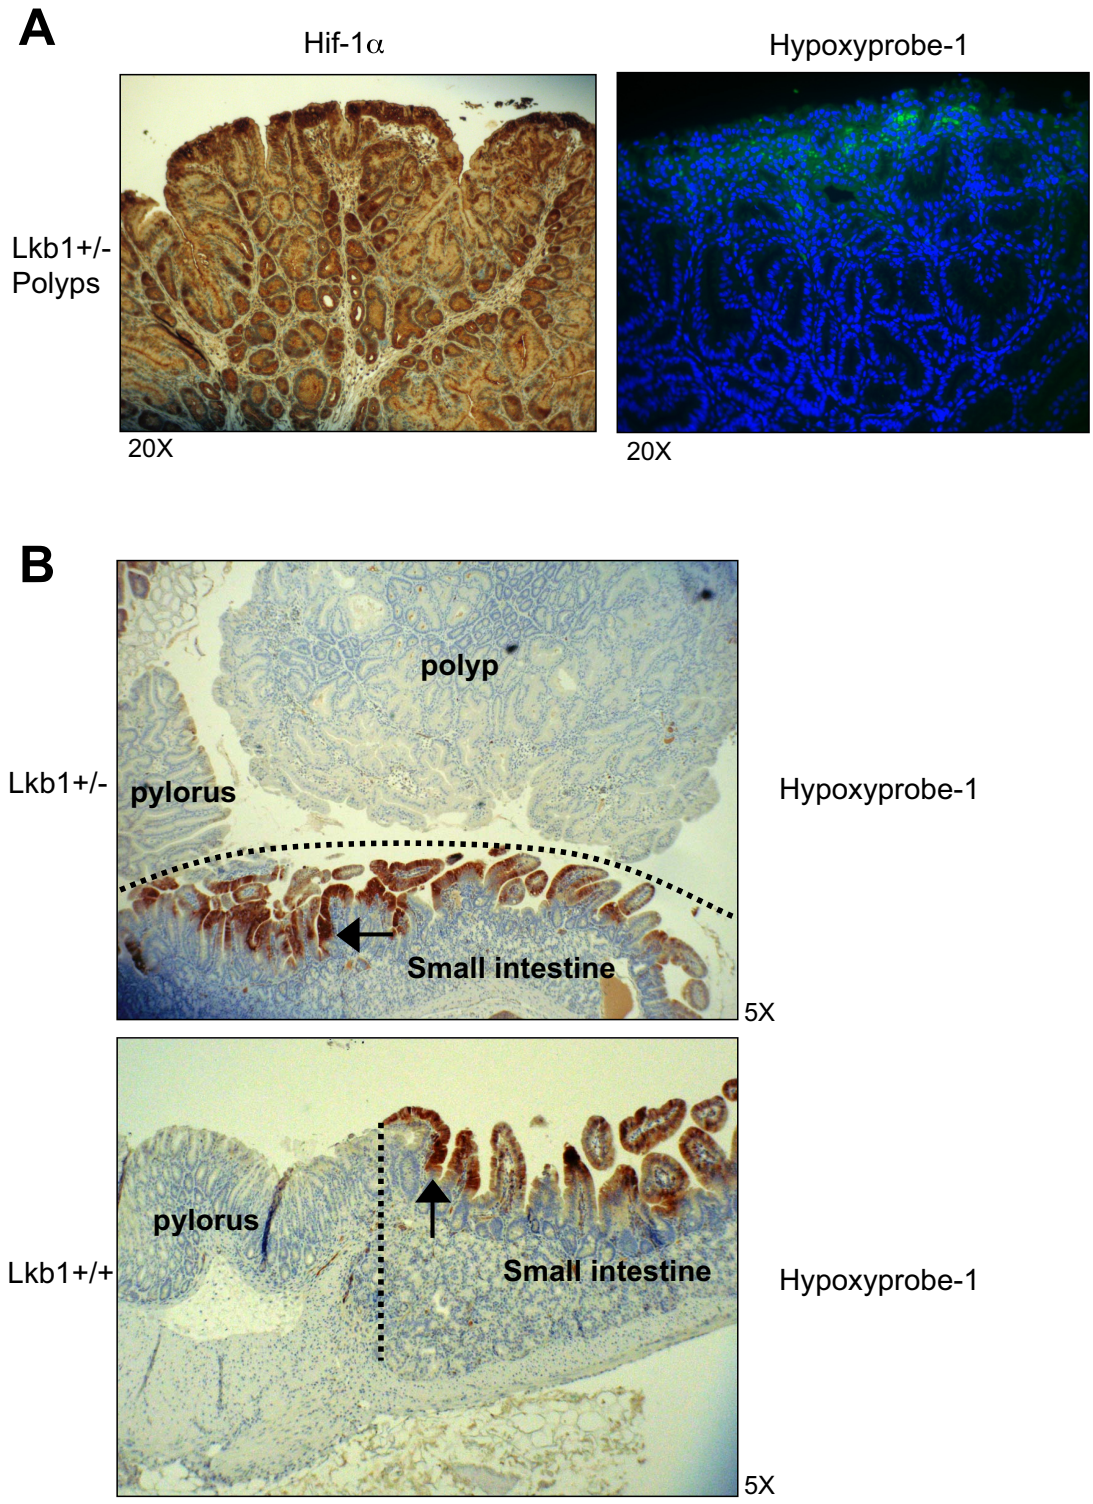 A
Hif-1α
Hypoxyprobe-1
Lkb1+/-
Polyps
20X
20X
B
polyp
Lkb1+/-
pylorus
Hypoxyprobe-1
Small intestine
5X
pylorus
Lkb1+/+
Small intestine
Hypoxyprobe-1
5X